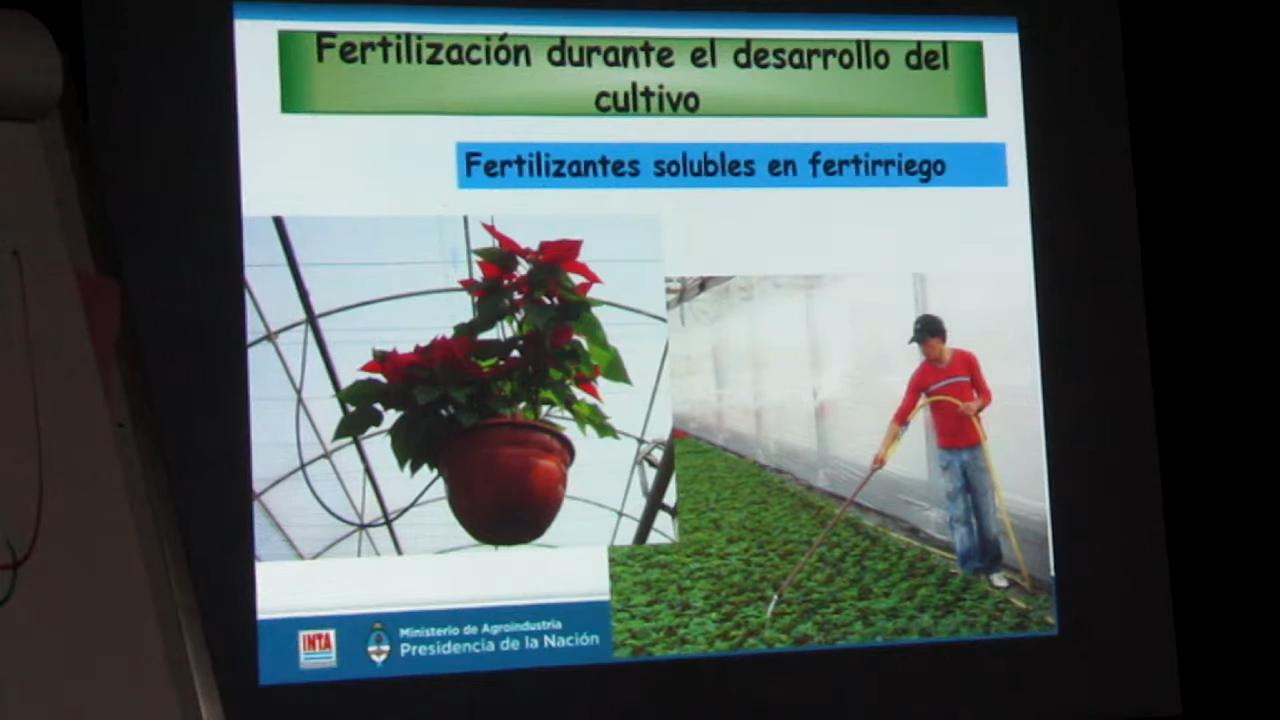 Fertilización durante el desarrollo del
cultivo
Fertilizantes solubles en fertirriego
INTA
Ministerio de Agroindustria
Presidencia de la Nación